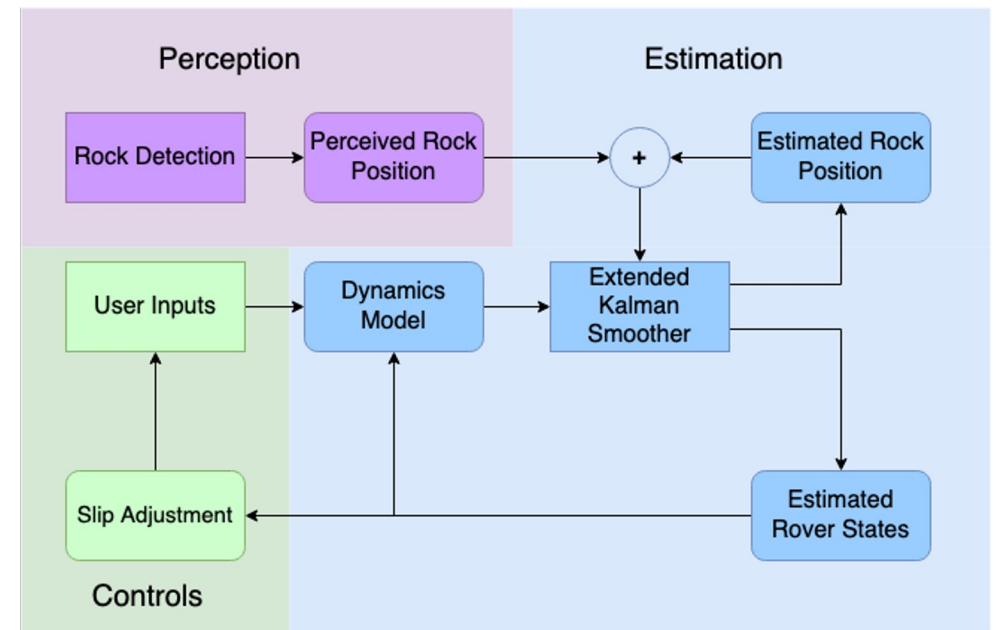 Perception
Estimation
Rock Detection
Perceived Rock
Position
+
Estimated Rock
Position
User Inputs
Dynamics
Model
Extended
Kalman
Smoother
Slip Adjustment
Estimated
Rover States
Controls